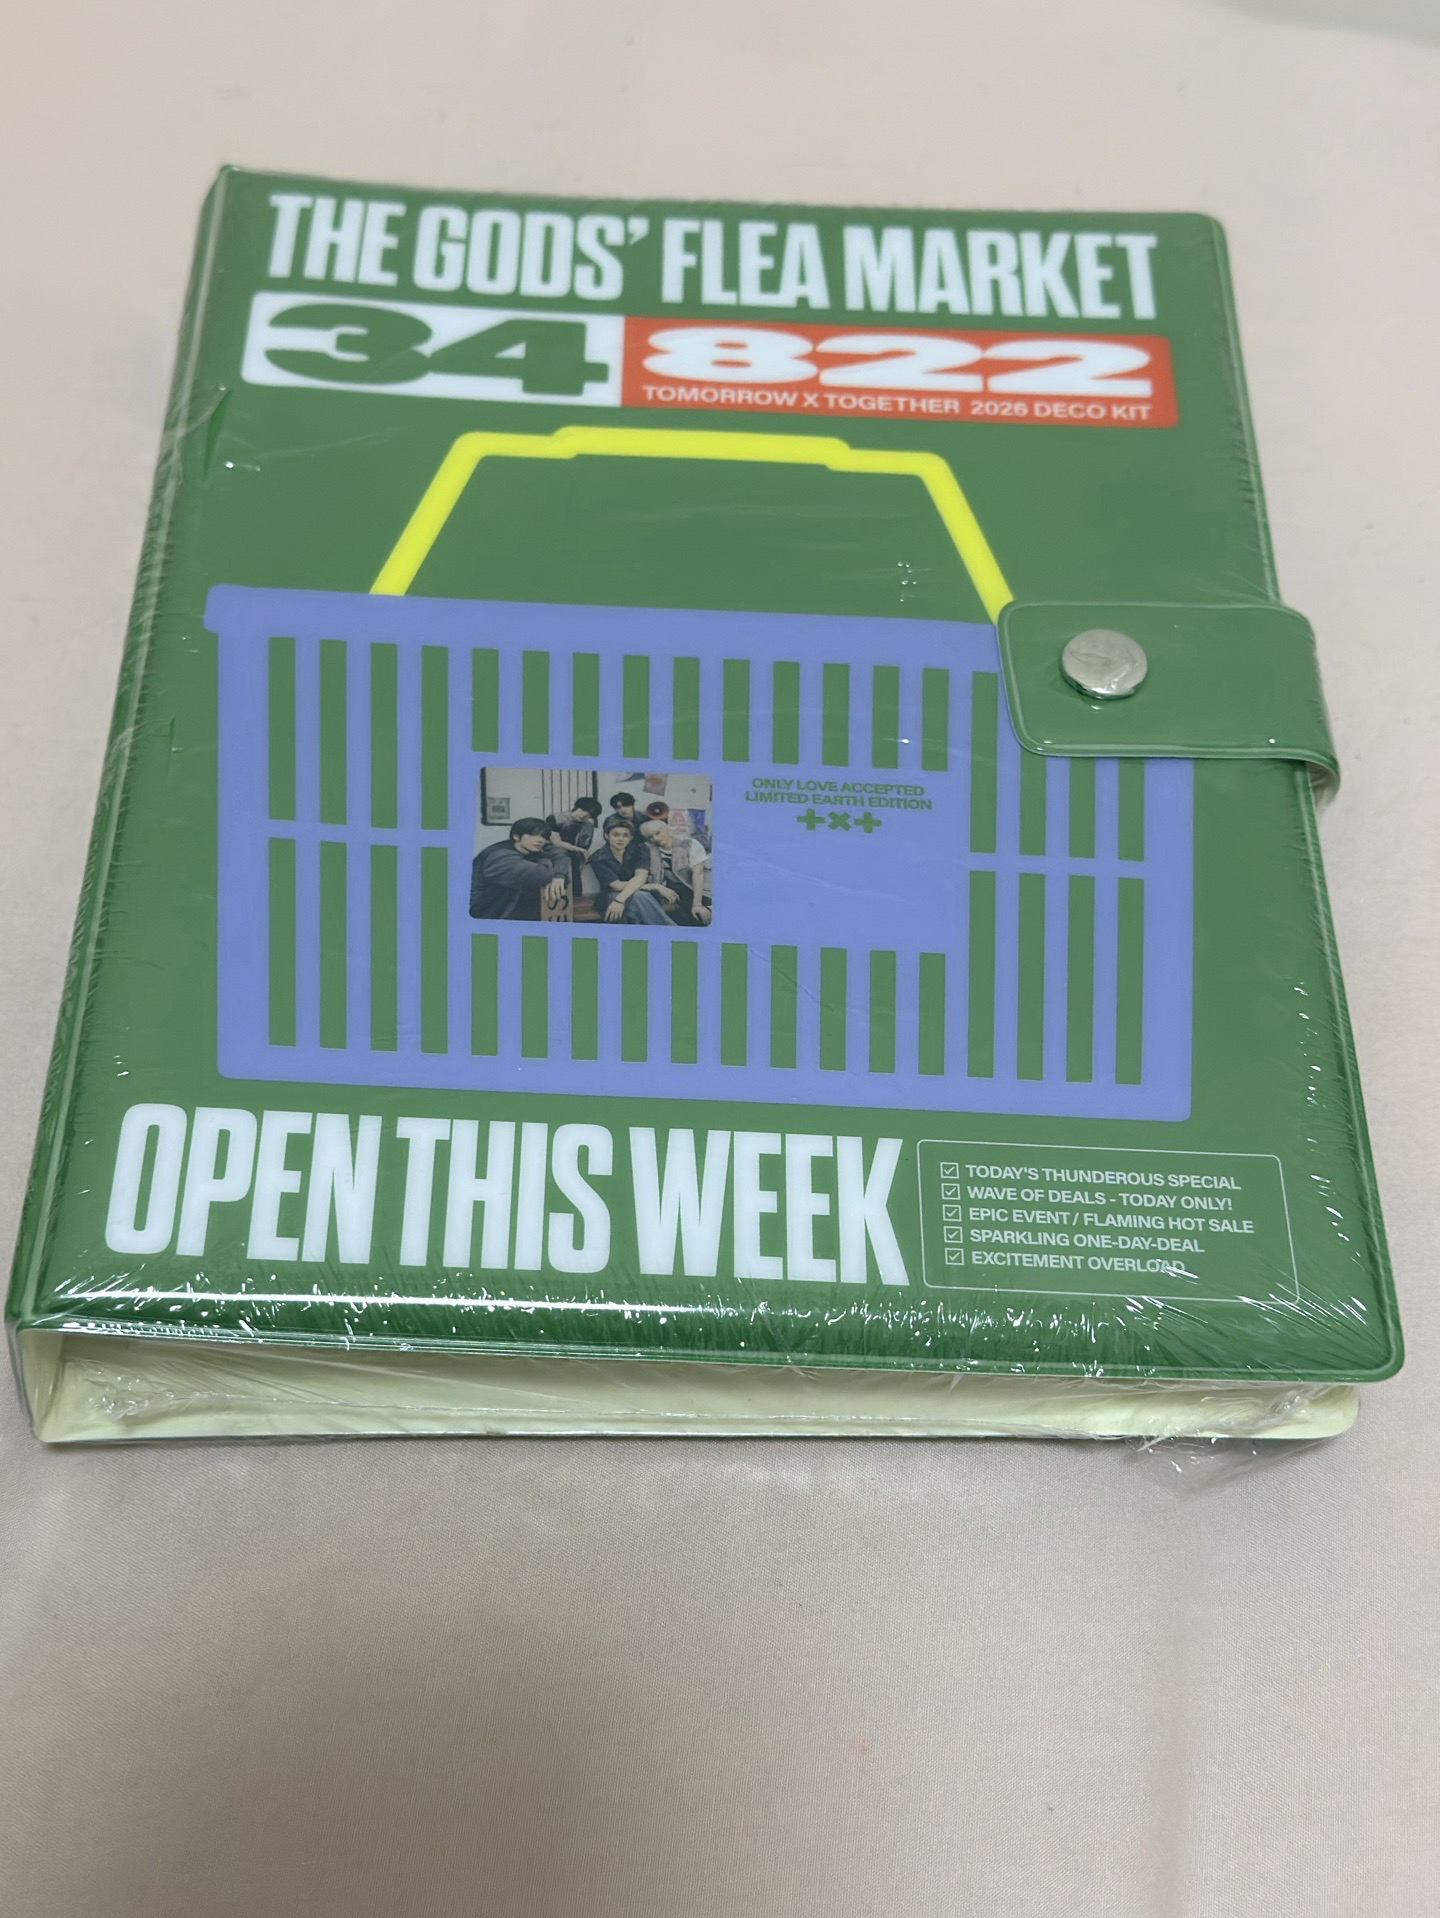 THE GODS' FLEA MARKET
34 822
TOMORROW X TOGETHER 2026 DECO KIT
ONLY LOVE ACCEPTED
LIMITED EARTH EDITION
+×+
OPEN THIS WEEK
☑ TODAY'S THUNDEROUS SPECIAL
☑ WAVE OF DEALS - TODAY ONLY!
☑ EPIC EVENT / FLAMING HOT SALE
☑ SPARKLING ONE-DAY-DEAL
☑ EXCITEMENT OVERLOAD